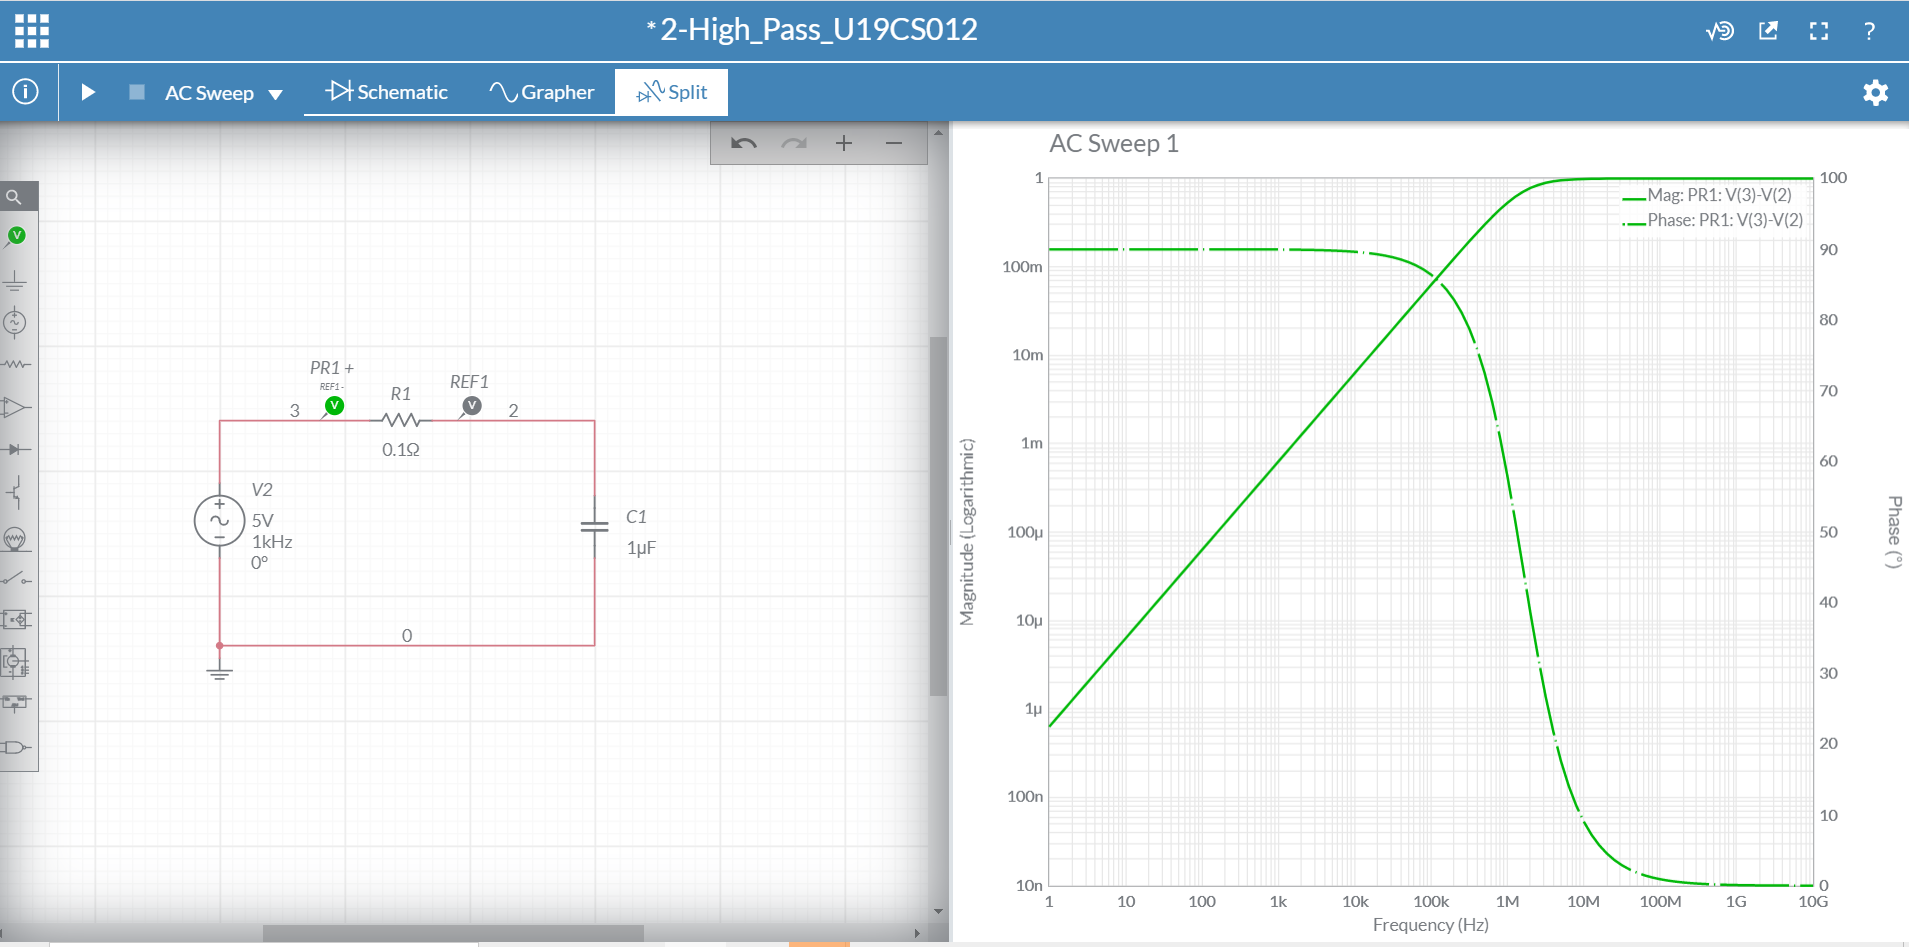 *2-High_Pass_U19CS012
?
i
AC Sweep
Schematic
Grapher
Split
V
PR1 +
REF1 -
V
3
R1
0.1Ω
REF1
V
2
V2
5V
1kHz
0°
C1
1µF
0
AC Sweep 1
Mag: PR1: V(3)-V(2)
Phase: PR1: V(3)-V(2)
Magnitude (Logarithmic)
1
100m
10m
1m
100µ
10µ
1µ
100n
10n
100
90
80
70
60
50
40
30
20
10
0
Phase (°)
1 10 100 1k 10k 100k 1M 10M 100M 1G 10G
Frequency (Hz)